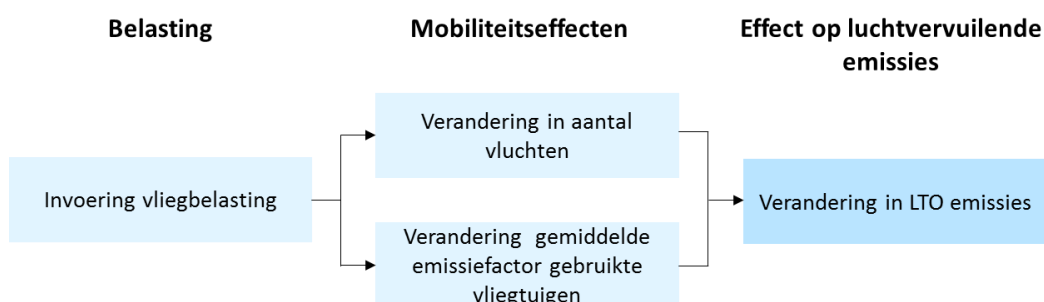 Belasting
Mobiliteitseffecten
Effect op luchtvervuilende
emissies
Invoering vliegbelasting
Verandering in aantal
vluchten
Verandering gemiddelde
emissiefactor gebruikte
vliegtuigen
Verandering in LTO emissies